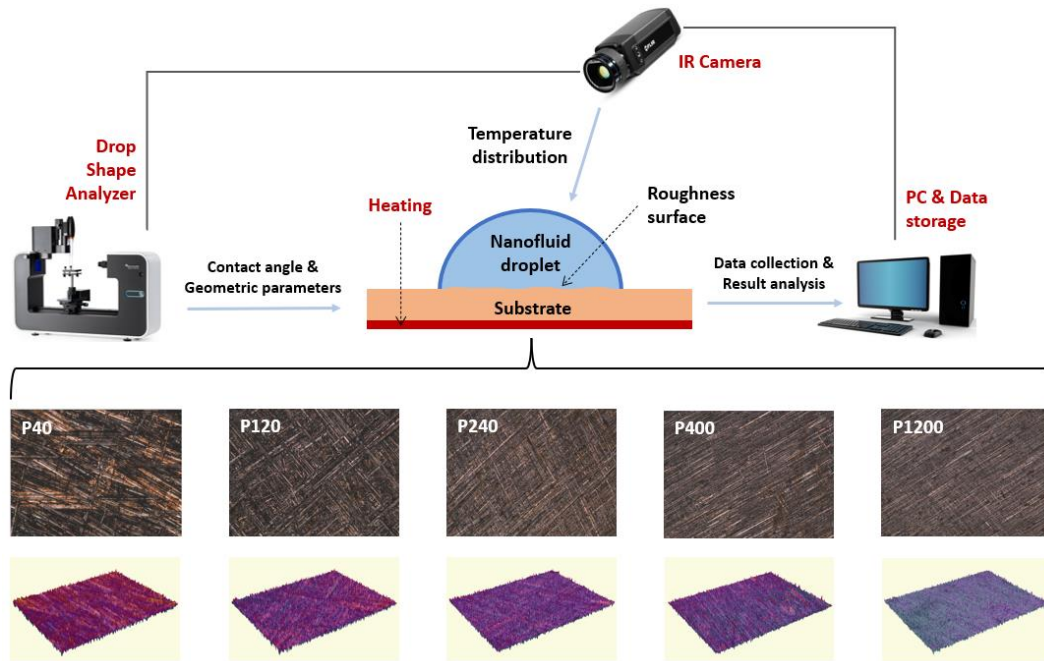 IR Camera
Temperature
distribution
Drop
Shape
Analyzer
Heating
Roughness
surface
PC & Data
storage
Nanofluid
droplet
Contact angle &
Geometric parameters
Data collection &
Result analysis
Substrate
P40
P120
P240
P400
P1200